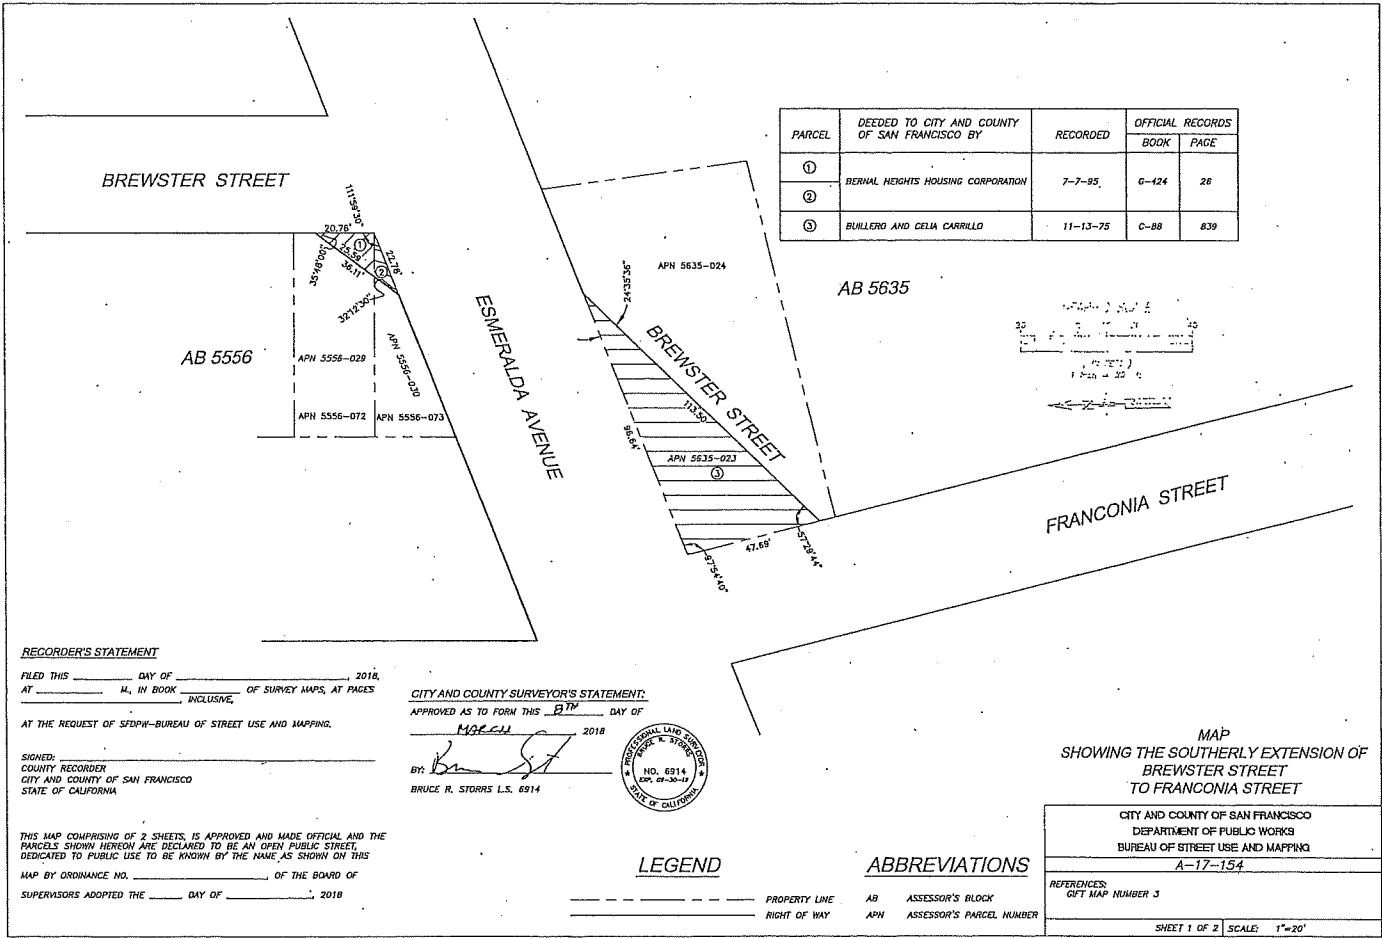 BREWSTER STREET
PARCEL
DEEDED TO CITY AND COUNTY
OF SAN FRANCISCO BY
RECORDED
OFFICIAL RECORDS
BOOK PAGE
1
2
BERNAL HEIGHTS HOUSING CORPORATION 7-7-95 G-424 26
3 BUILLERO AND CELIA CARRILLO 11-13-75 C-88 839
111°59'30"
20.76'
1
25.59
36.11'
22.78'
2
35°48'00"
32°12'30"
AB 5556
APN 5556-029
APN 5556-030
APN 5556-072 APN 5556-073
ESMERALDA AVENUE
APN 5635-024
AB 5635
24°35'36"
BREWSTER STREET
113.50'
96.64'
APN 5635-023
3
47.69'
57°29'44"
97°54'40"
FRANCONIA STREET
20
40
RECORDER'S STATEMENT
FILED THIS DAY OF , 2018,
AT M., IN BOOK OF SURVEY MAPS, AT PAGES
, INCLUSIVE,
AT THE REQUEST OF SFDPW-BUREAU OF STREET USE AND MAPPING.
SIGNED:
COUNTY RECORDER
CITY AND COUNTY OF SAN FRANCISCO
STATE OF CALIFORNIA
THIS MAP COMPRISING OF 2 SHEETS, IS APPROVED AND MADE OFFICIAL AND THE
PARCELS SHOWN HEREON ARE DECLARED TO BE AN OPEN PUBLIC STREET,
DEDICATED TO PUBLIC USE TO BE KNOWN BY THE NAME AS SHOWN ON THIS
MAP BY ORDINANCE NO. OF THE BOARD OF
SUPERVISORS ADOPTED THE DAY OF , 2018
CITY AND COUNTY SURVEYOR'S STATEMENT:
APPROVED AS TO FORM THIS 8TH DAY OF
MARCH 2018
BY:
BRUCE R. STORRS L.S. 6914
PROFESSIONAL LAND SURVEYOR
BRUCE R. STORRS
NO. 6914
STATE OF CALIFORNIA
LEGEND
PROPERTY LINE
RIGHT OF WAY
ABBREVIATIONS
AB ASSESSOR'S BLOCK
APN ASSESSOR'S PARCEL NUMBER
MAP
SHOWING THE SOUTHERLY EXTENSION OF
BREWSTER STREET
TO FRANCONIA STREET
CITY AND COUNTY OF SAN FRANCISCO
DEPARTMENT OF PUBLIC WORKS
BUREAU OF STREET USE AND MAPPING
A-17-154
REFERENCES:
GIFT MAP NUMBER 3
SHEET 1 OF 2 SCALE: 1"=20'